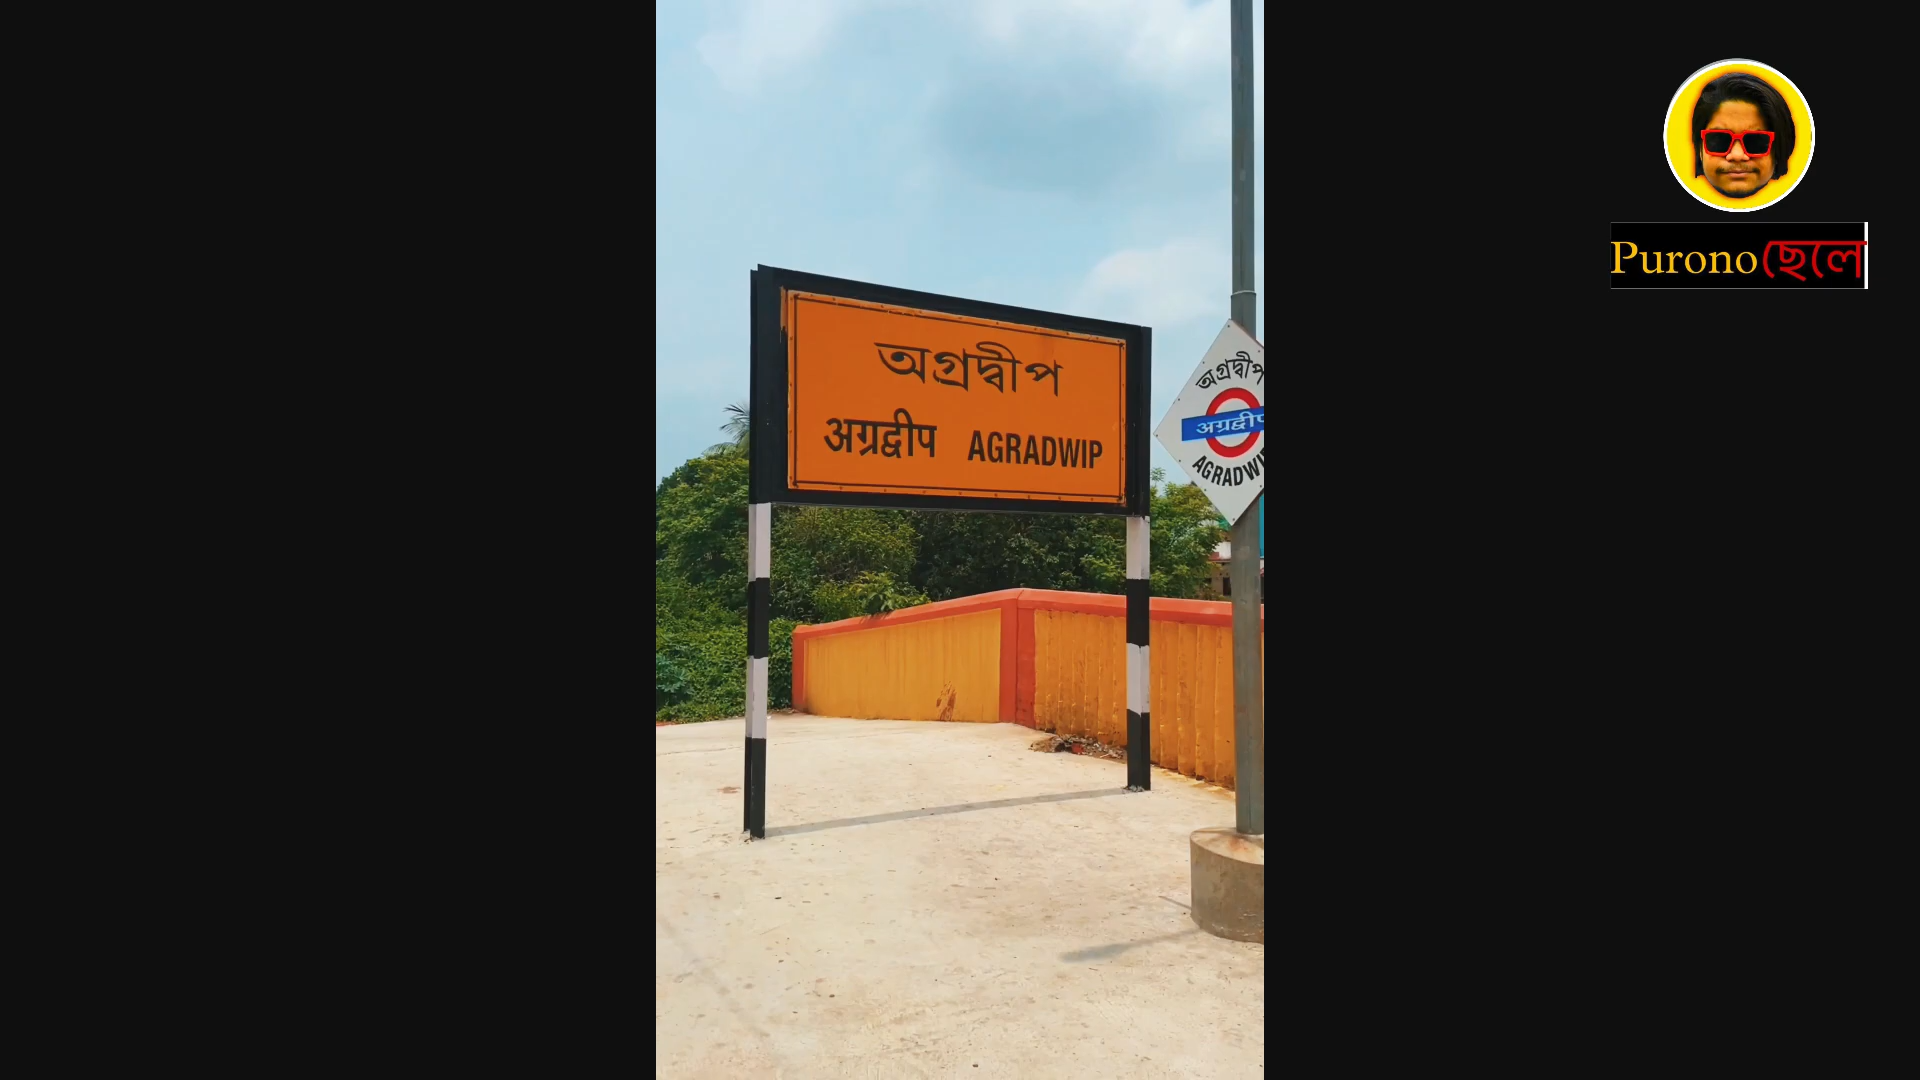 অগ্রদ্বীপ
अग्रद्वीप AGRADWIP
অগ্রদ্বীপ
अग्रद्वीप
AGRADWIP
Puronoছেলে